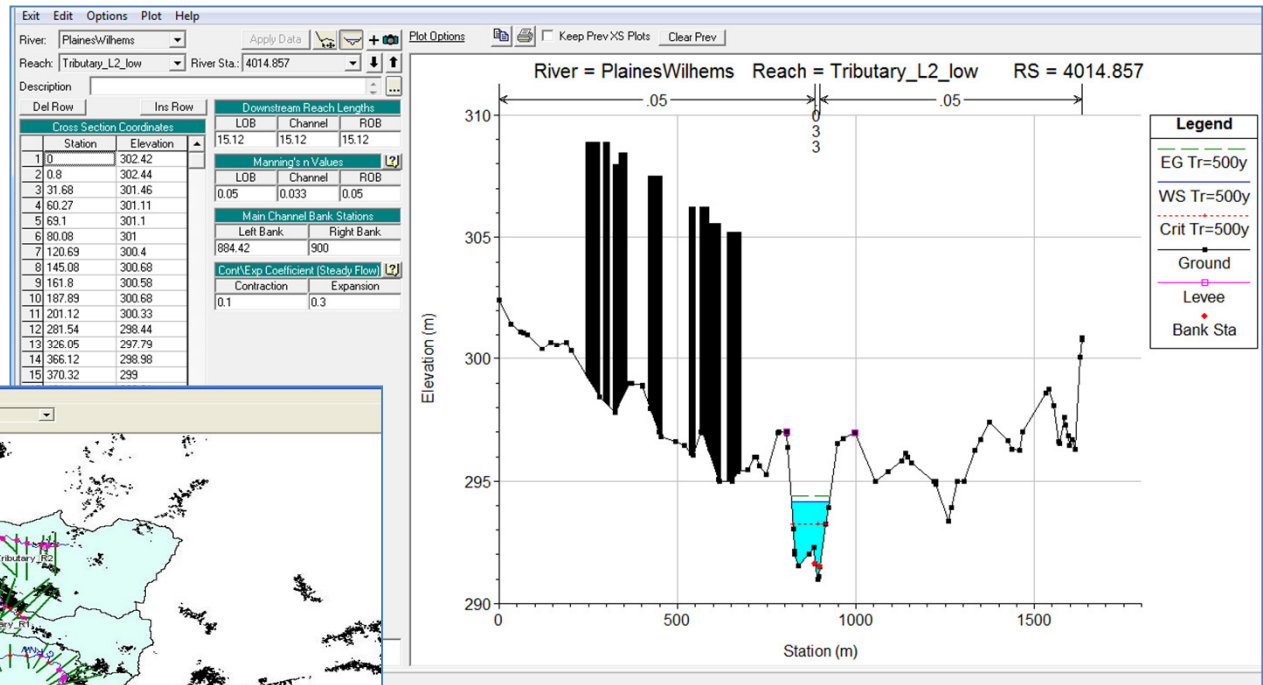 Exit Edit Options Plot Help
River: PlainesWilhems Apply Data
Plot Options Keep Prev XS Plots Clear Prev
Reach: Tributary_L2_low River Sta.: 4014.857
Description ...
Del Row Ins Row
Cross Section Coordinates
Station Elevation
1 0 302.42
2 0.8 302.44
3 31.68 301.46
4 60.27 301.11
5 69.1 301.1
6 80.08 301
7 120.69 300.4
8 145.08 300.68
9 161.8 300.58
10 187.89 300.68
11 201.12 300.33
12 281.54 298.44
13 326.05 297.79
14 366.12 298.98
15 370.32 299
Downstream Reach Lengths
LOB Channel ROB
15.12 15.12 15.12
Manning's n Values
LOB Channel ROB
0.05 0.033 0.05
Main Channel Bank Stations
Left Bank Right Bank
884.42 900
Cont\Exp Coefficient (Steady Flow)
Contraction Expansion
0.1 0.3
River = PlainesWilhems Reach = Tributary_L2_low RS = 4014.857
.05 .033 .05
310
305
300
295
290
Elevation (m)
0 500 1000 1500
Station (m)
Legend
EG Tr=500y
WS Tr=500y
Crit Tr=500y
Ground
Levee
Bank Sta
Tributary_R2